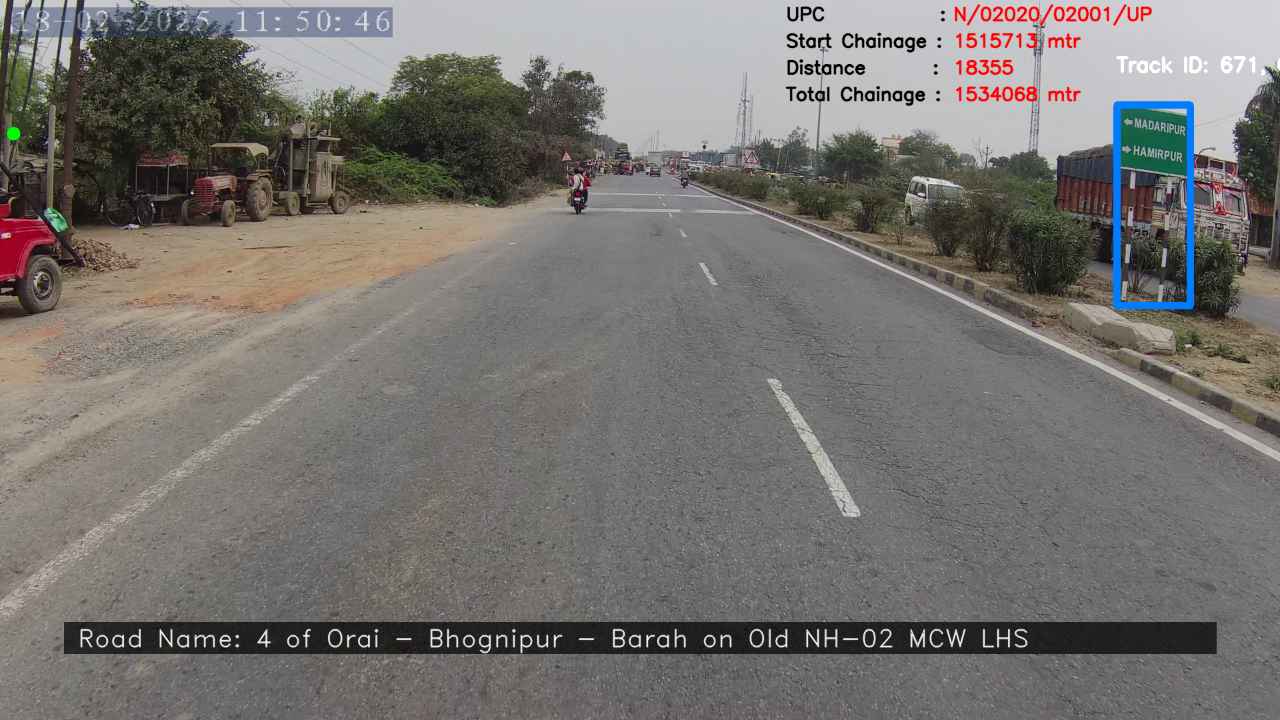 18-02-2025 11:50:46
UPC : N/02020/02001/UP
Start Chainage : 1515713 mtr
Distance : 18355
Total Chainage : 1534068 mtr
Track ID: 671,
MADARIPUR
HAMIRPUR
Road Name: 4 of Orai - Bhognipur - Barah on Old NH-02 MCW LHS